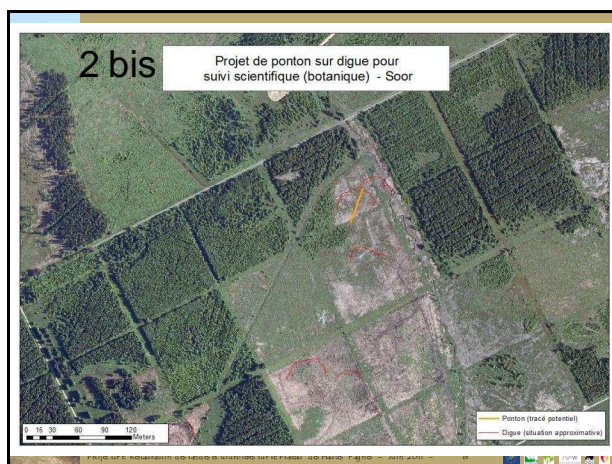 2 bis
Projet de ponton sur digue pour
suivi scientifique (botanique) - Soor
0 15 30 60 90 120
Meters
Ponton (tracé potentiel)
Digue (situation approximative)